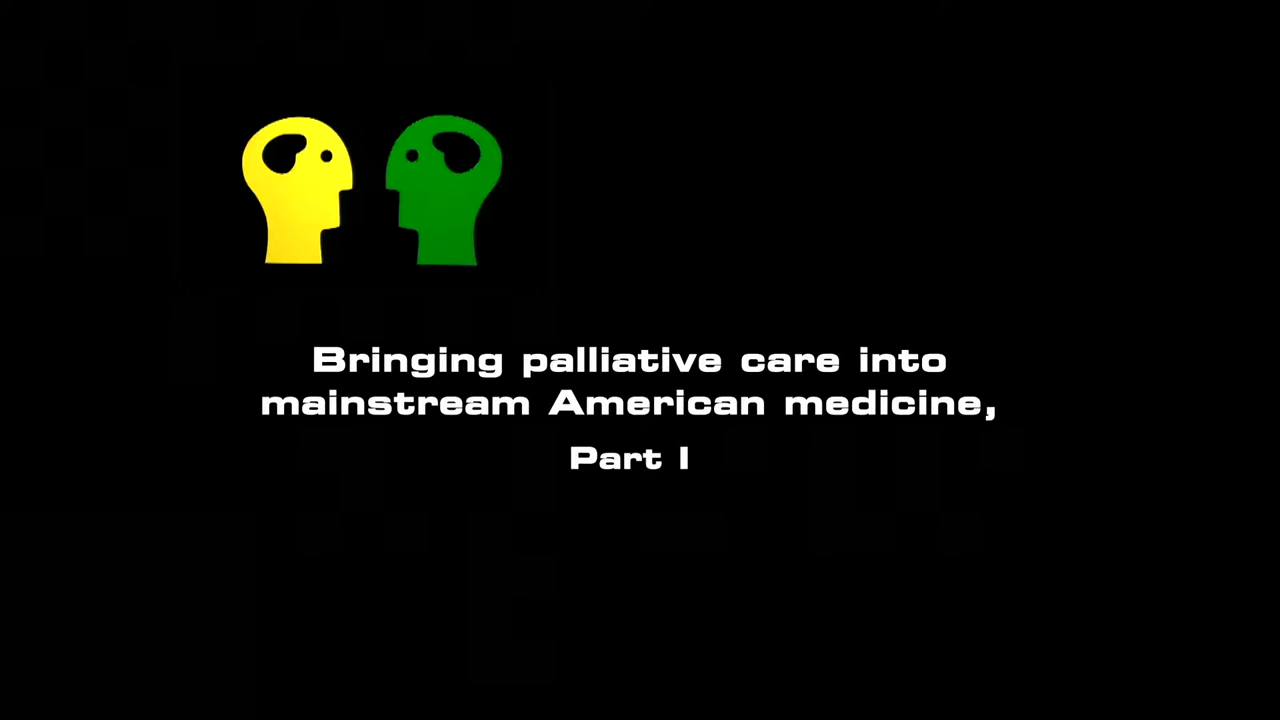 Bringing palliative care into
mainstream American medicine,
Part I